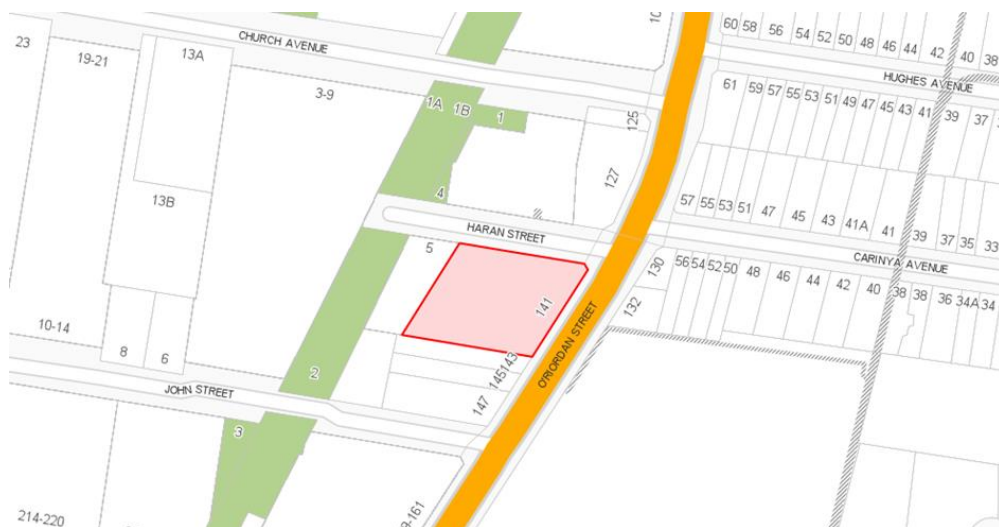 23
19-21
13A
CHURCH AVENUE
3-9
1A
1B
1
125
127
60 58 56 54 52 50 48 46 44 42 40 38
HUGHES AVENUE
61 59 57 55 53 51 49 47 45 43 41 39 37
13B
4
HARAN STREET
57 55 53 51 47 45 43 41A 41 39 37 35 33
CARINYA AVENUE
5
141
130
132
56 54 52 50 48 46 44 42 40 38 38 36 34A 34
O'RIORDAN STREET
10-14
8
6
2
JOHN STREET
143
145
147
3
214-220